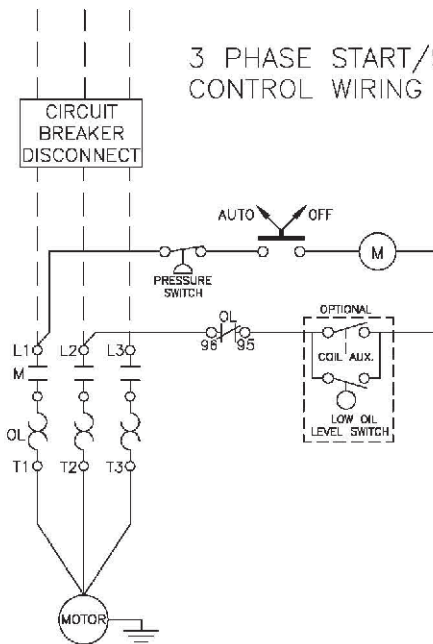 3 PHASE START/
CONTROL WIRING
CIRCUIT
BREAKER
DISCONNECT
AUTO
OFF
M
PRESSURE
SWITCH
OPTIONAL
OL
96
95
COIL AUX.
LOW OIL
LEVEL SWITCH
L1
L2
L3
M
OL
T1
T2
T3
MOTOR